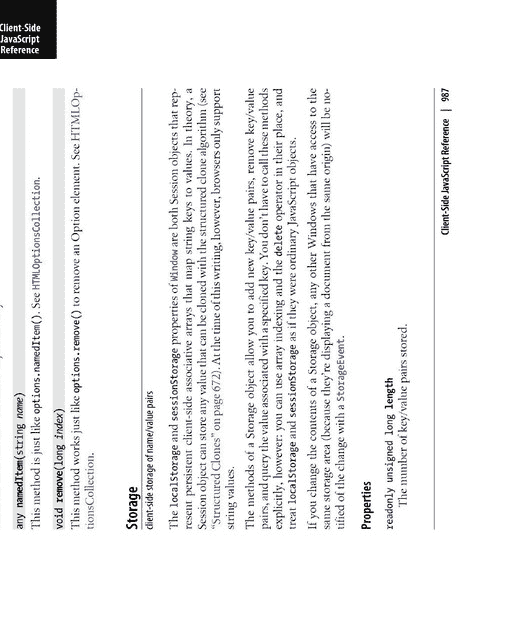 Client-Side
JavaScript
Reference
any namedItem(string name)
This method is just like options.namedItem(). See HTMLOptionsCollection.
void remove(long index)
This method works just like options.remove() to remove an Option element. See HTMLOp-
tionsCollection.
Storage
client-side storage of name/value pairs
The localStorage and sessionStorage properties of Window are both Session objects that rep-
resent persistent client-side associative arrays that map string keys to values. In theory, a
Session object can store any value that can be cloned with the structured clone algorithm (see
“Structured Clones” on page 672). At the time of this writing, however, browsers only support
string values.
The methods of a Storage object allow you to add new key/value pairs, remove key/value
pairs, and query the value associated with a specified key. You don’t have to call these methods
explicitly, however: you can use array indexing and the delete operator in their place, and
treat localStorage and sessionStorage as if they were ordinary JavaScript objects.
If you change the contents of a Storage object, any other Windows that have access to the
same storage area (because they’re displaying a document from the same origin) will be no-
tified of the change with a StorageEvent.
Properties
readonly unsigned long length
The number of key/value pairs stored.
Client-Side JavaScript Reference | 987